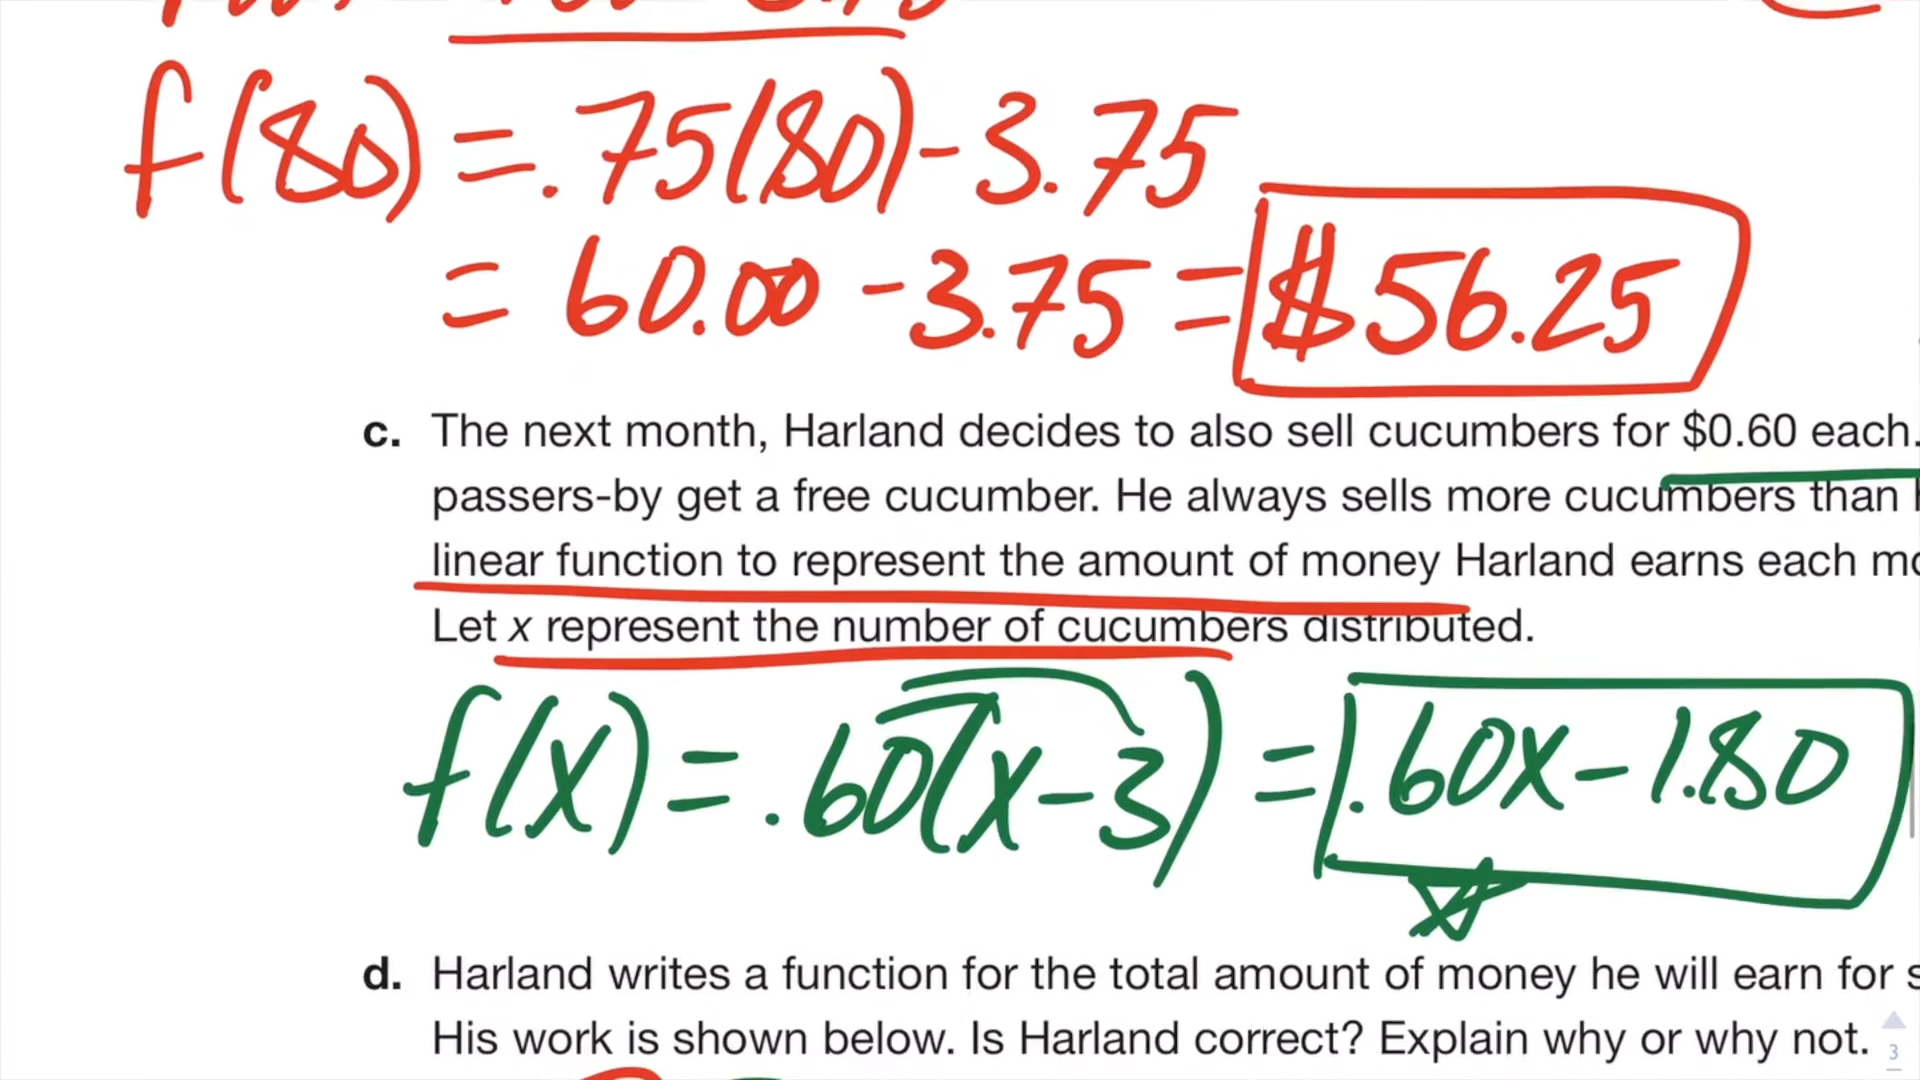 f(80) = .75(80) - 3.75
= 60.00 - 3.75 = $56.25
c. The next month, Harland decides to also sell cucumbers for $0.60 each.
passers-by get a free cucumber. He always sells more cucumbers than
linear function to represent the amount of money Harland earns each
Let x represent the number of cucumbers distributed.
f(x) = .60(x-3) = .60x - 1.80
d. Harland writes a function for the total amount of money he will earn for
His work is shown below. Is Harland correct? Explain why or why not.
3